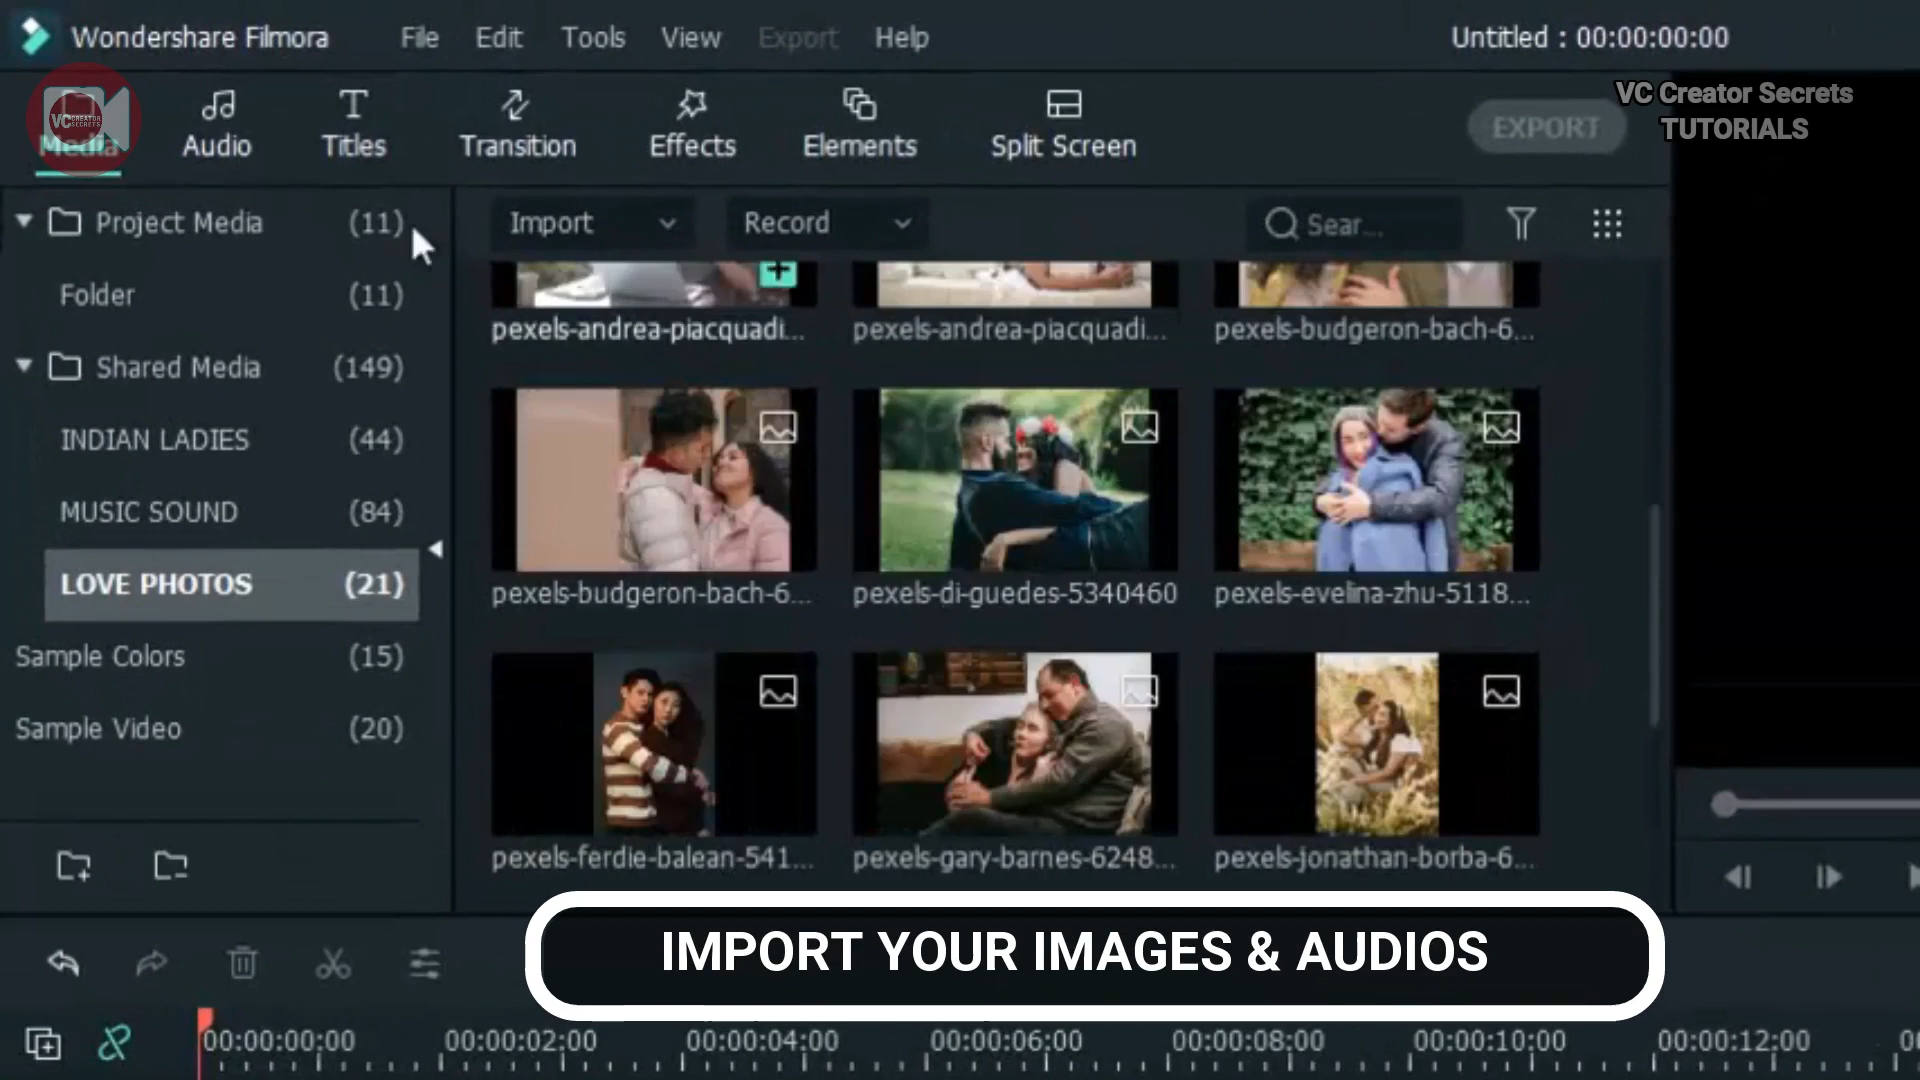 Wondershare Filmora File Edit Tools View Export Help Untitled : 00:00:00:00
VC Creator Secrets
TUTORIALS
Media Audio Titles Transition Effects Elements Split Screen EXPORT
VC CREATOR SECRETS
Project Media (11)
Import Record Sear...
Folder (11)
pexels-andrea-piacquadi... pexels-andrea-piacquadi... pexels-budgeron-bach-6...
Shared Media (149)
INDIAN LADIES (44)
MUSIC SOUND (84)
LOVE PHOTOS (21)
pexels-budgeron-bach-6... pexels-di-guedes-5340460 pexels-evelina-zhu-5118...
Sample Colors (15)
Sample Video (20)
pexels-ferdie-balean-541... pexels-gary-barnes-6248... pexels-jonathan-borba-6...
IMPORT YOUR IMAGES & AUDIOS
00:00:00:00 00:00:02:00 00:00:04:00 00:00:06:00 00:00:08:00 00:00:10:00 00:00:12:00